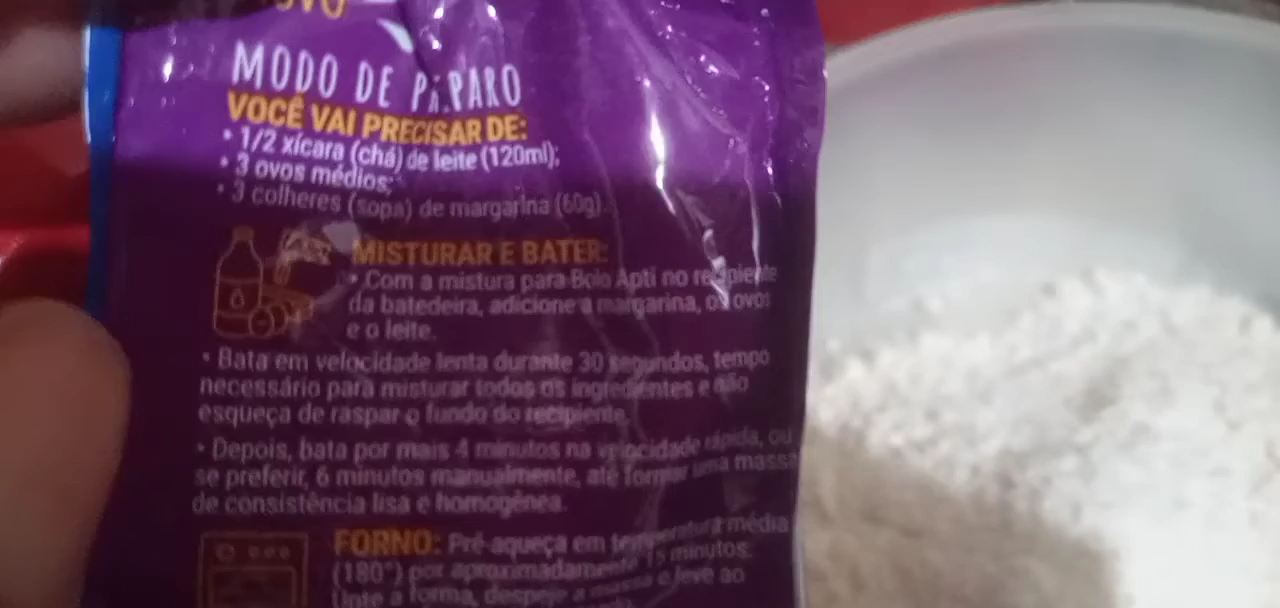 MODO DE PREPARO
VOCÊ VAI PRECISAR DE:
• 1/2 xícara (chá) de leite (120ml);
• 3 ovos médios;
• 3 colheres (sopa) de margarina (60g).
MISTURAR E BATER:
• Com a mistura para Bolo Apti no recipiente
da batedeira, adicione a margarina, os ovos
e o leite.
• Bata em velocidade lenta durante 30 segundos, tempo
necessário para misturar todos os ingredientes e não
esqueça de raspar o fundo do recipiente.
• Depois, bata por mais 4 minutos na velocidade rápida, ou
se preferir, 6 minutos manualmente, até formar uma massa
de consistência lisa e homogênea.
FORNO: Pré-aqueça em temperatura média
(180°) por aproximadamente 15 minutos.
Unte a forma, despeje a massa e leve ao